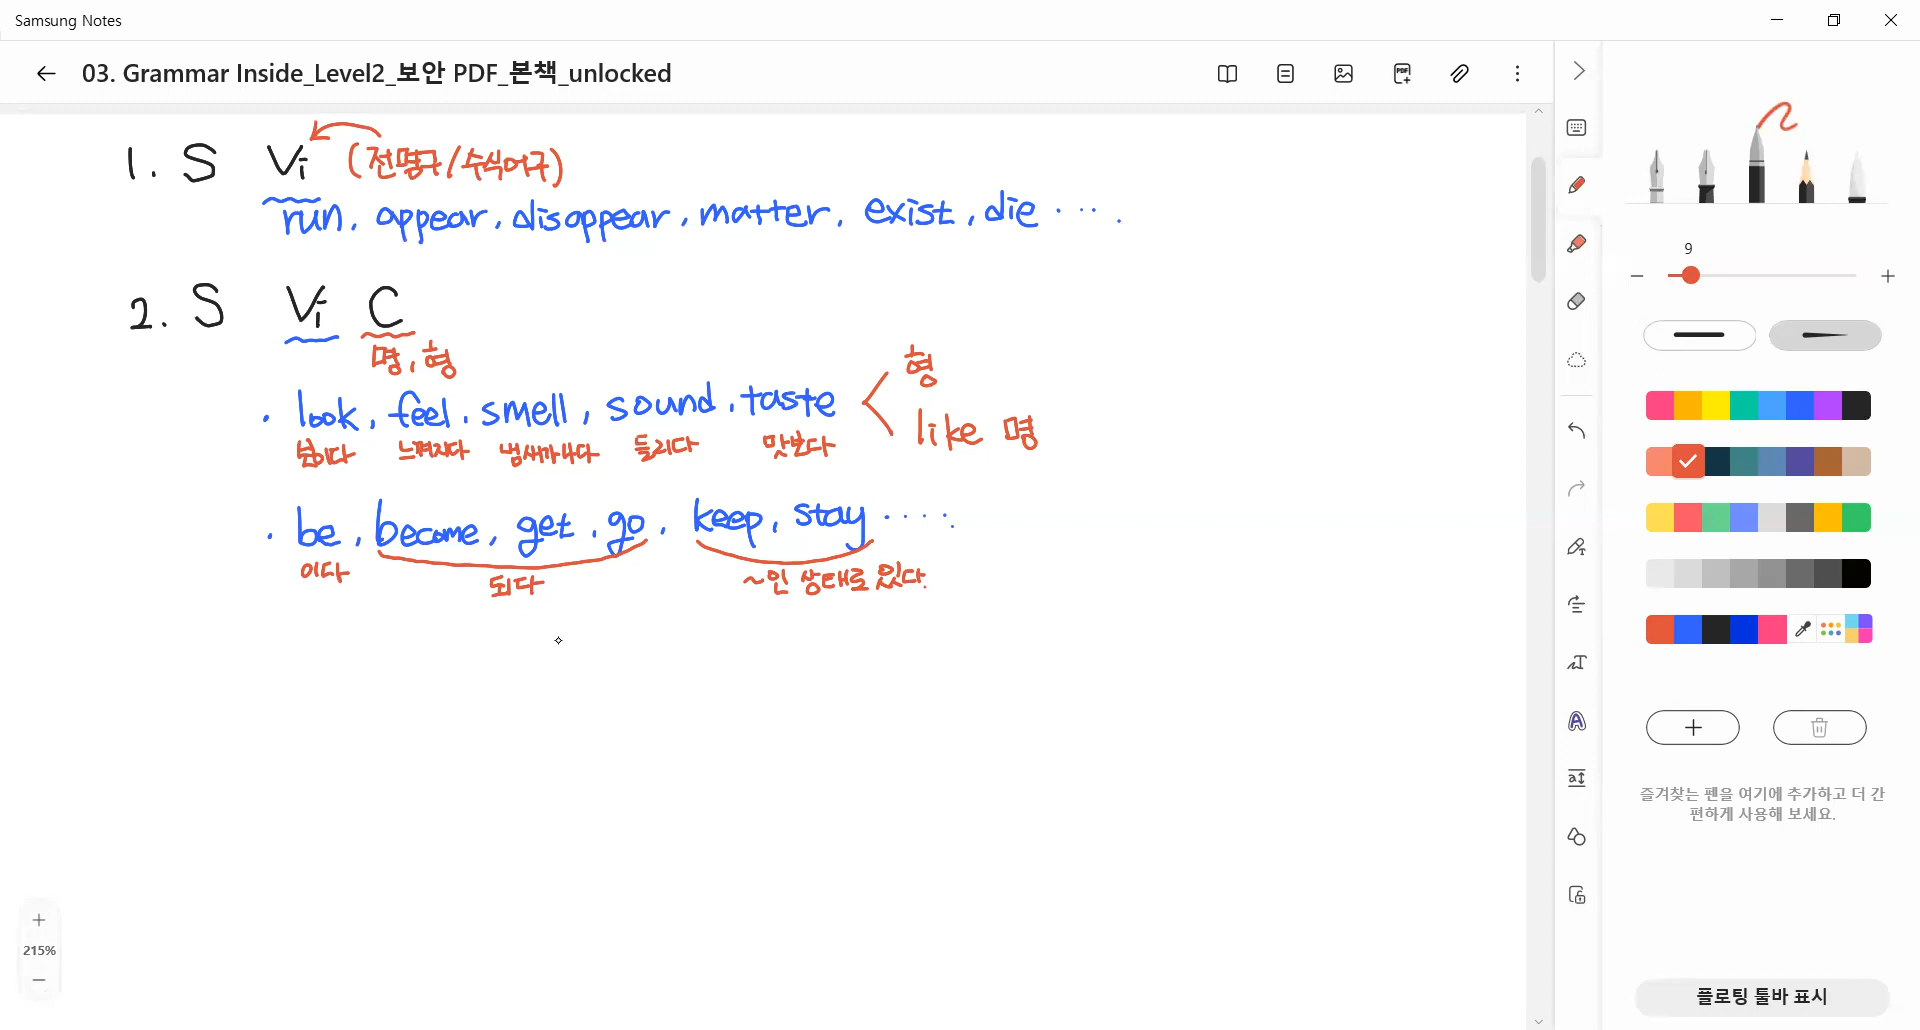 Samsung Notes
03. Grammar Inside_Level2_보안 PDF_본책_unlocked
1. S Vi (전명구/수식어구)
run, appear, disappear, matter, exist, die ....
2. S Vi C
명, 형
· look, feel, smell, sound, taste < 형
like 명
보이다 느껴지다 냄새가나다 들리다 맛보다
· be, become, get, go, keep, stay .....
이다 되다 ~인 상태로 있다.
9
즐겨찾는 펜을 여기에 추가하고 더 간
편하게 사용해 보세요.
215%
플로팅 툴바 표시